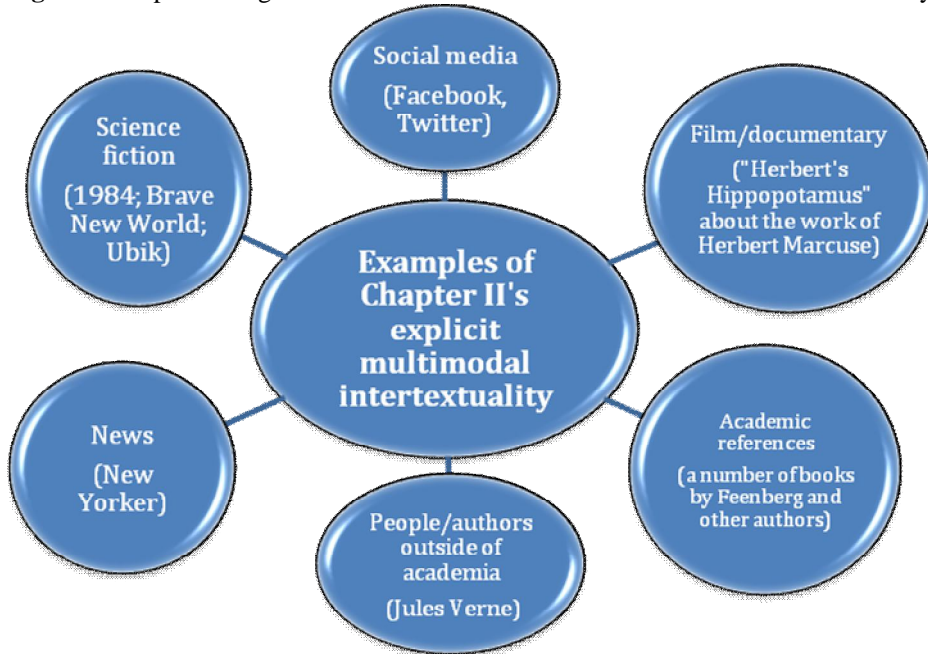 Social media
(Facebook,
Twitter)
Science
fiction
(1984; Brave
New World;
Ubik)
Film/documentary
("Herbert's
Hippopotamus"
about the work of
Herbert Marcuse)
Examples of
Chapter II's
explicit
multimodal
intertextuality
News
(New
Yorker)
Academic
references
(a number of books
by Feenberg and
other authors)
People/authors
outside of
academia
(Jules Verne)